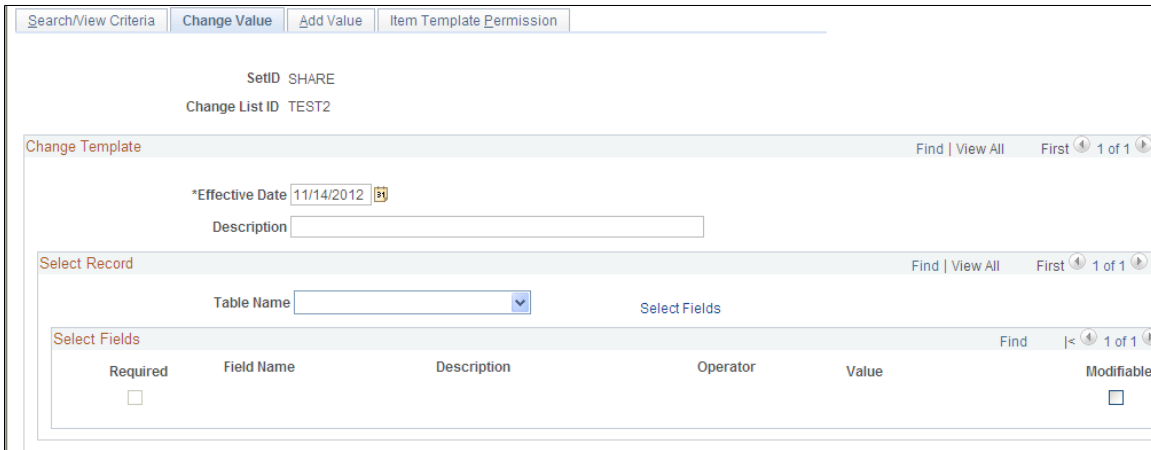 Search/View Criteria Change Value Add Value Item Template Permission
SetID SHARE
Change List ID TEST2
Change Template Find | View All First 1 of 1
*Effective Date 11/14/2012 31
Description
Select Record Find | View All First 1 of 1
Table Name Select Fields
Select Fields Find |< 1 of 1
Required Field Name Description Operator Value Modifiable